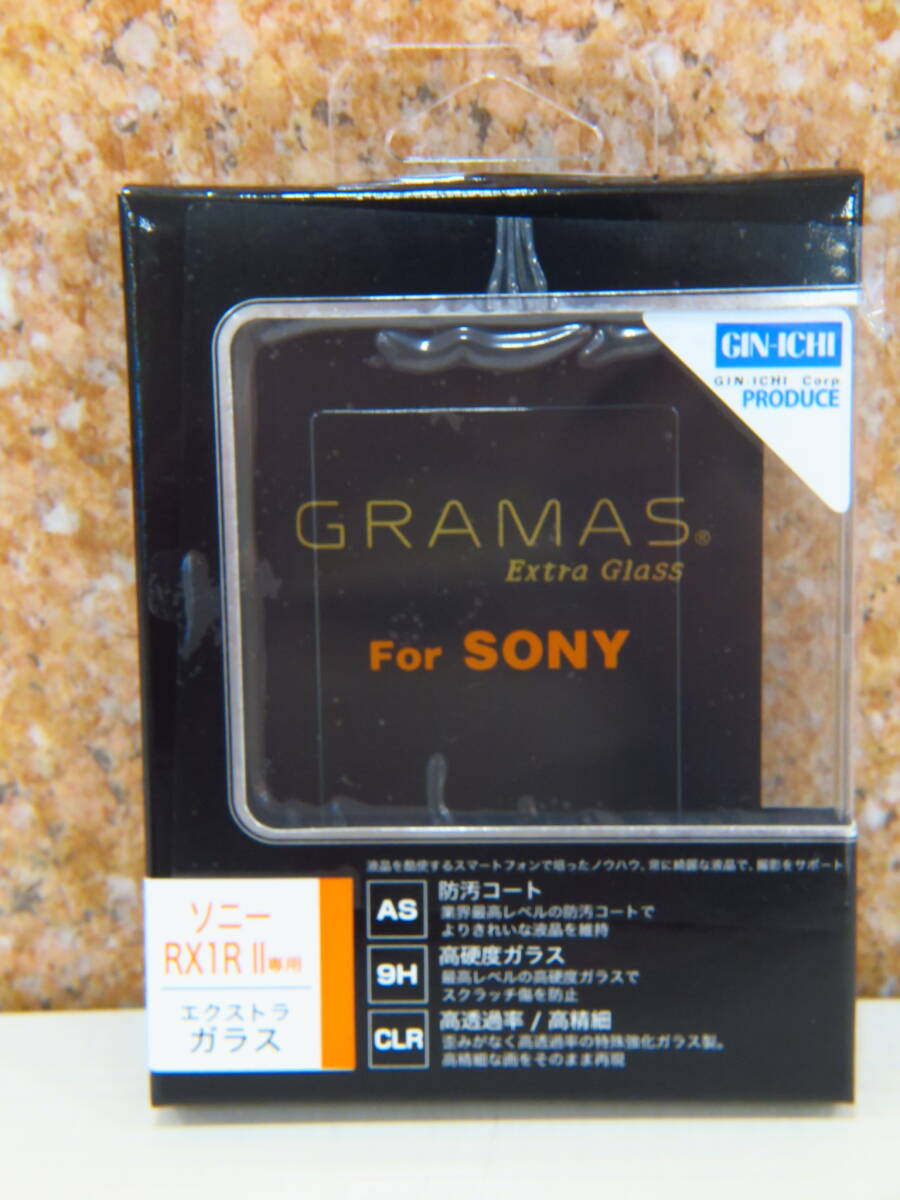 GIN-ICHI
GIN-ICHI Corp
PRODUCE
GRAMAS®
Extra Glass
For SONY
液晶を酷使するスマートフォンで培ったノウハウ、常に綺麗な液晶で、撮影をサポート
AS
防汚コート
業界最高レベルの防汚コートで
よりきれいな液晶を維持
9H
高硬度ガラス
最高レベルの高硬度ガラスで
スクラッチ傷を防止
CLR
高透過率 / 高精細
歪みがなく高透過率の特殊強化ガラス製。
高精細な画をそのまま再現
ソニー
RX1R II専用
エクストラ
ガラス